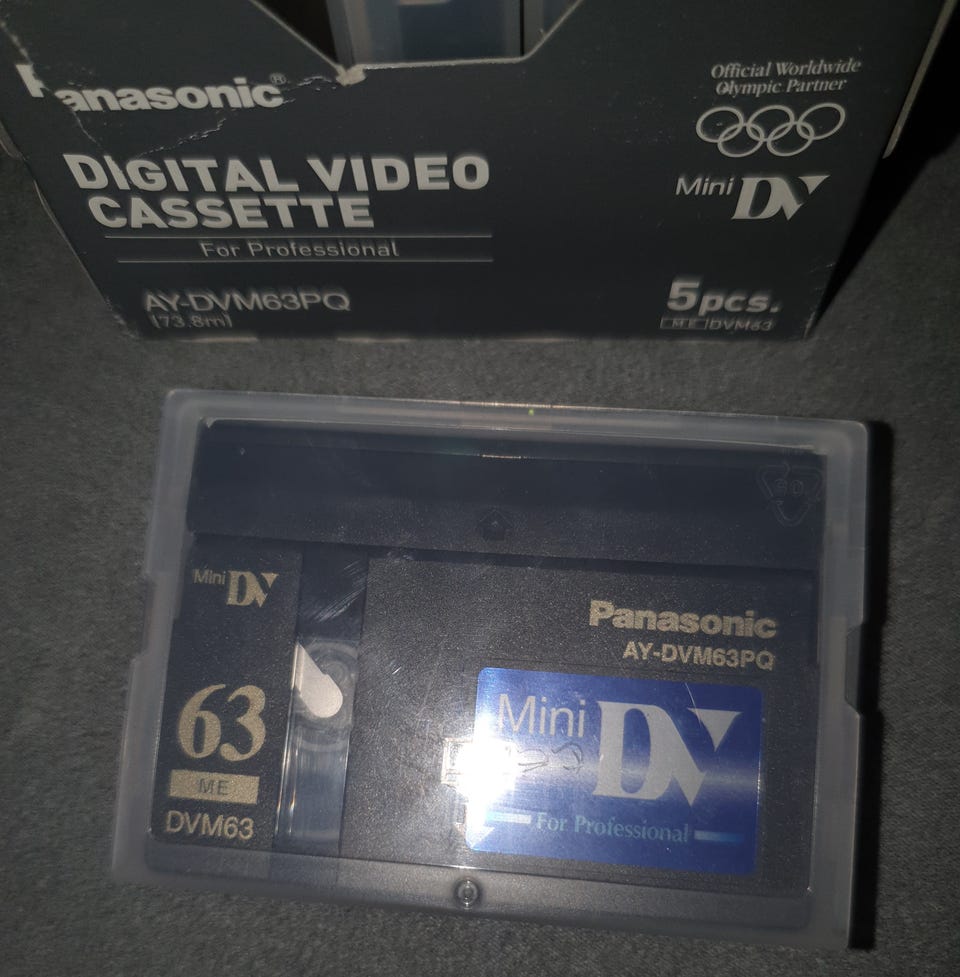 Panasonic®
Official Worldwide
Olympic Partner
DIGITAL VIDEO
CASSETTE
Mini DV
For Professional
AY-DVM63PQ
(73.8m)
5pcs.
ME DVM63
Mini DV
Panasonic
AY-DVM63PQ
63
ME
DVM63
Mini DV
For Professional